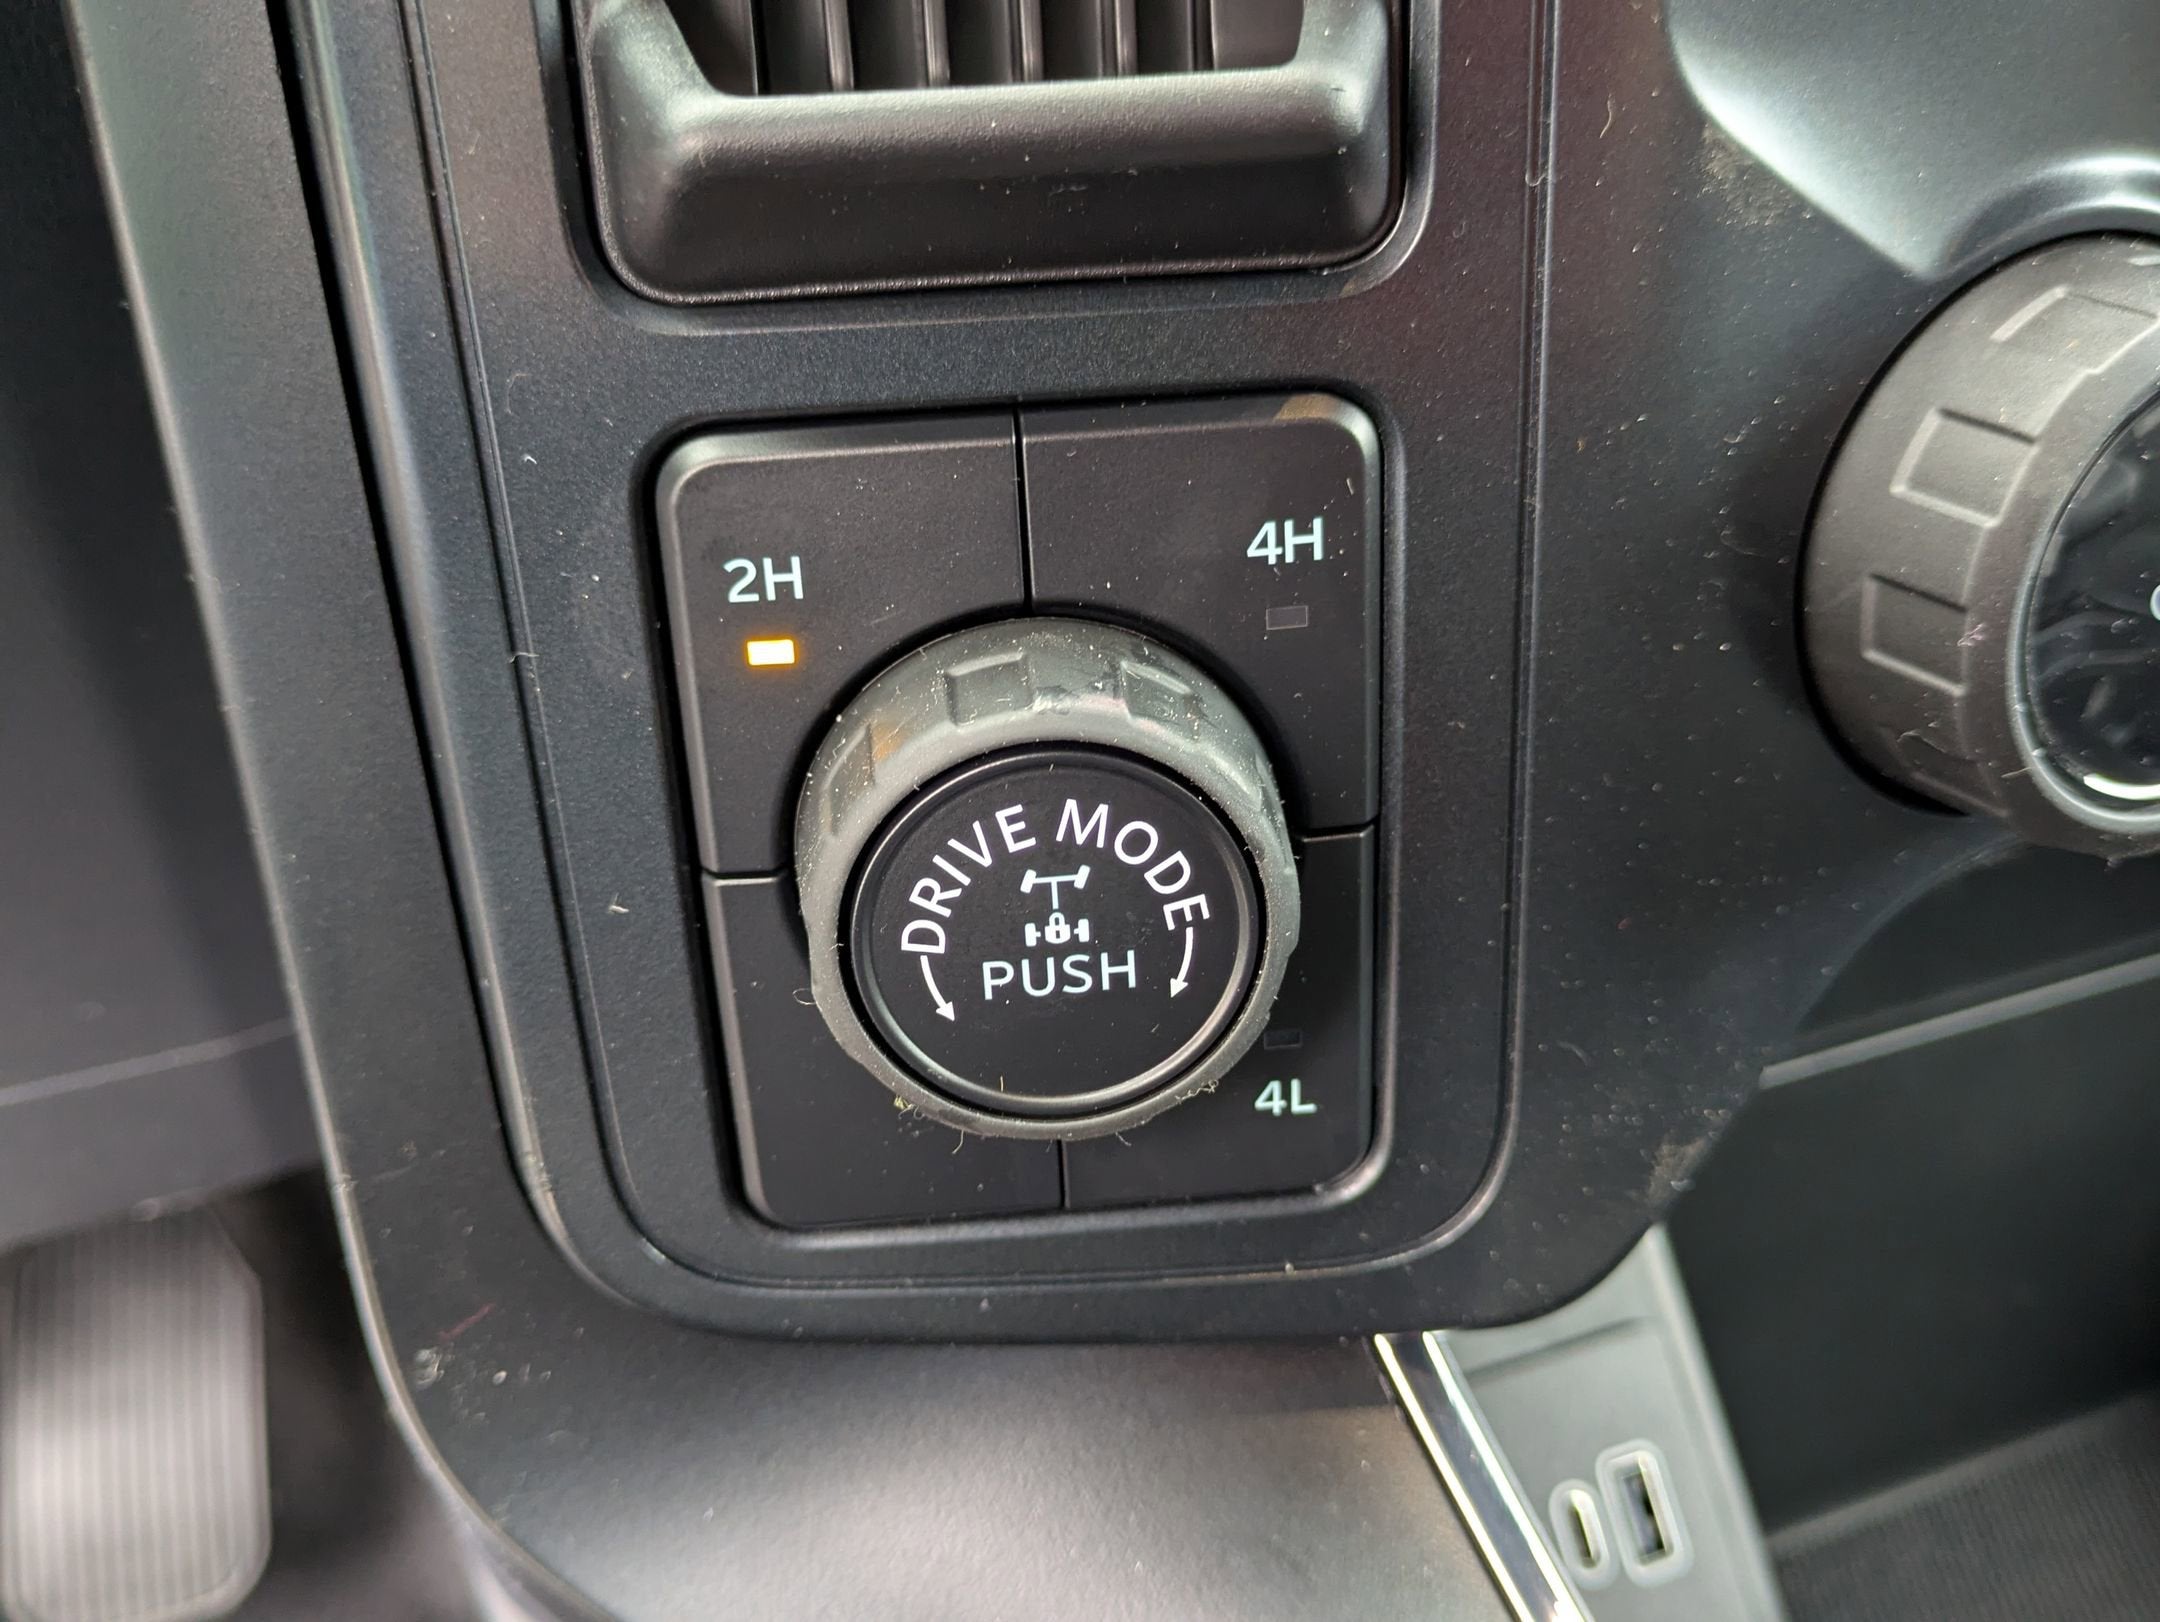 2H
4H
DRIVE MODE
PUSH
4L